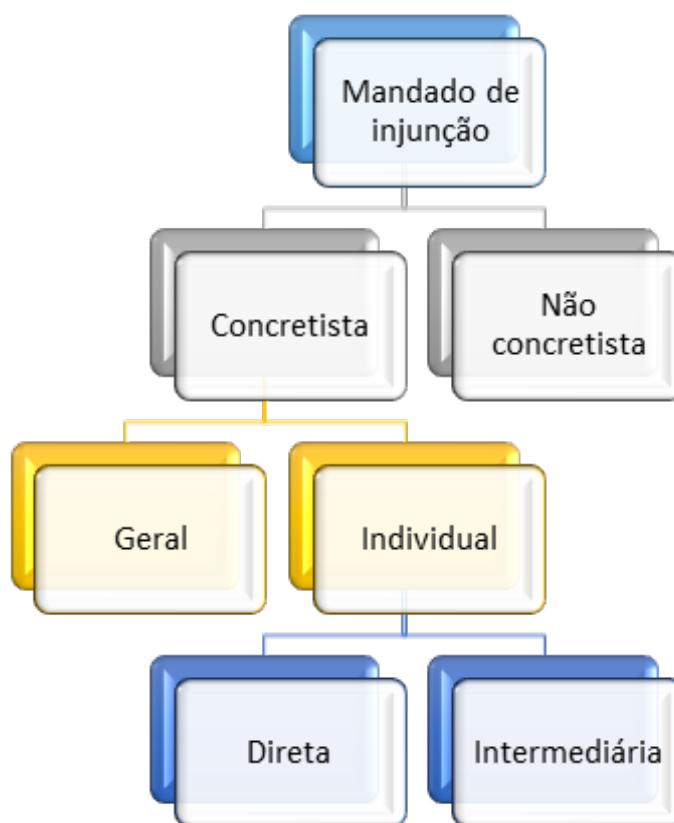 Mandado de
injunção
Concretista
Não
concretista
Geral
Individual
Direta
Intermediária